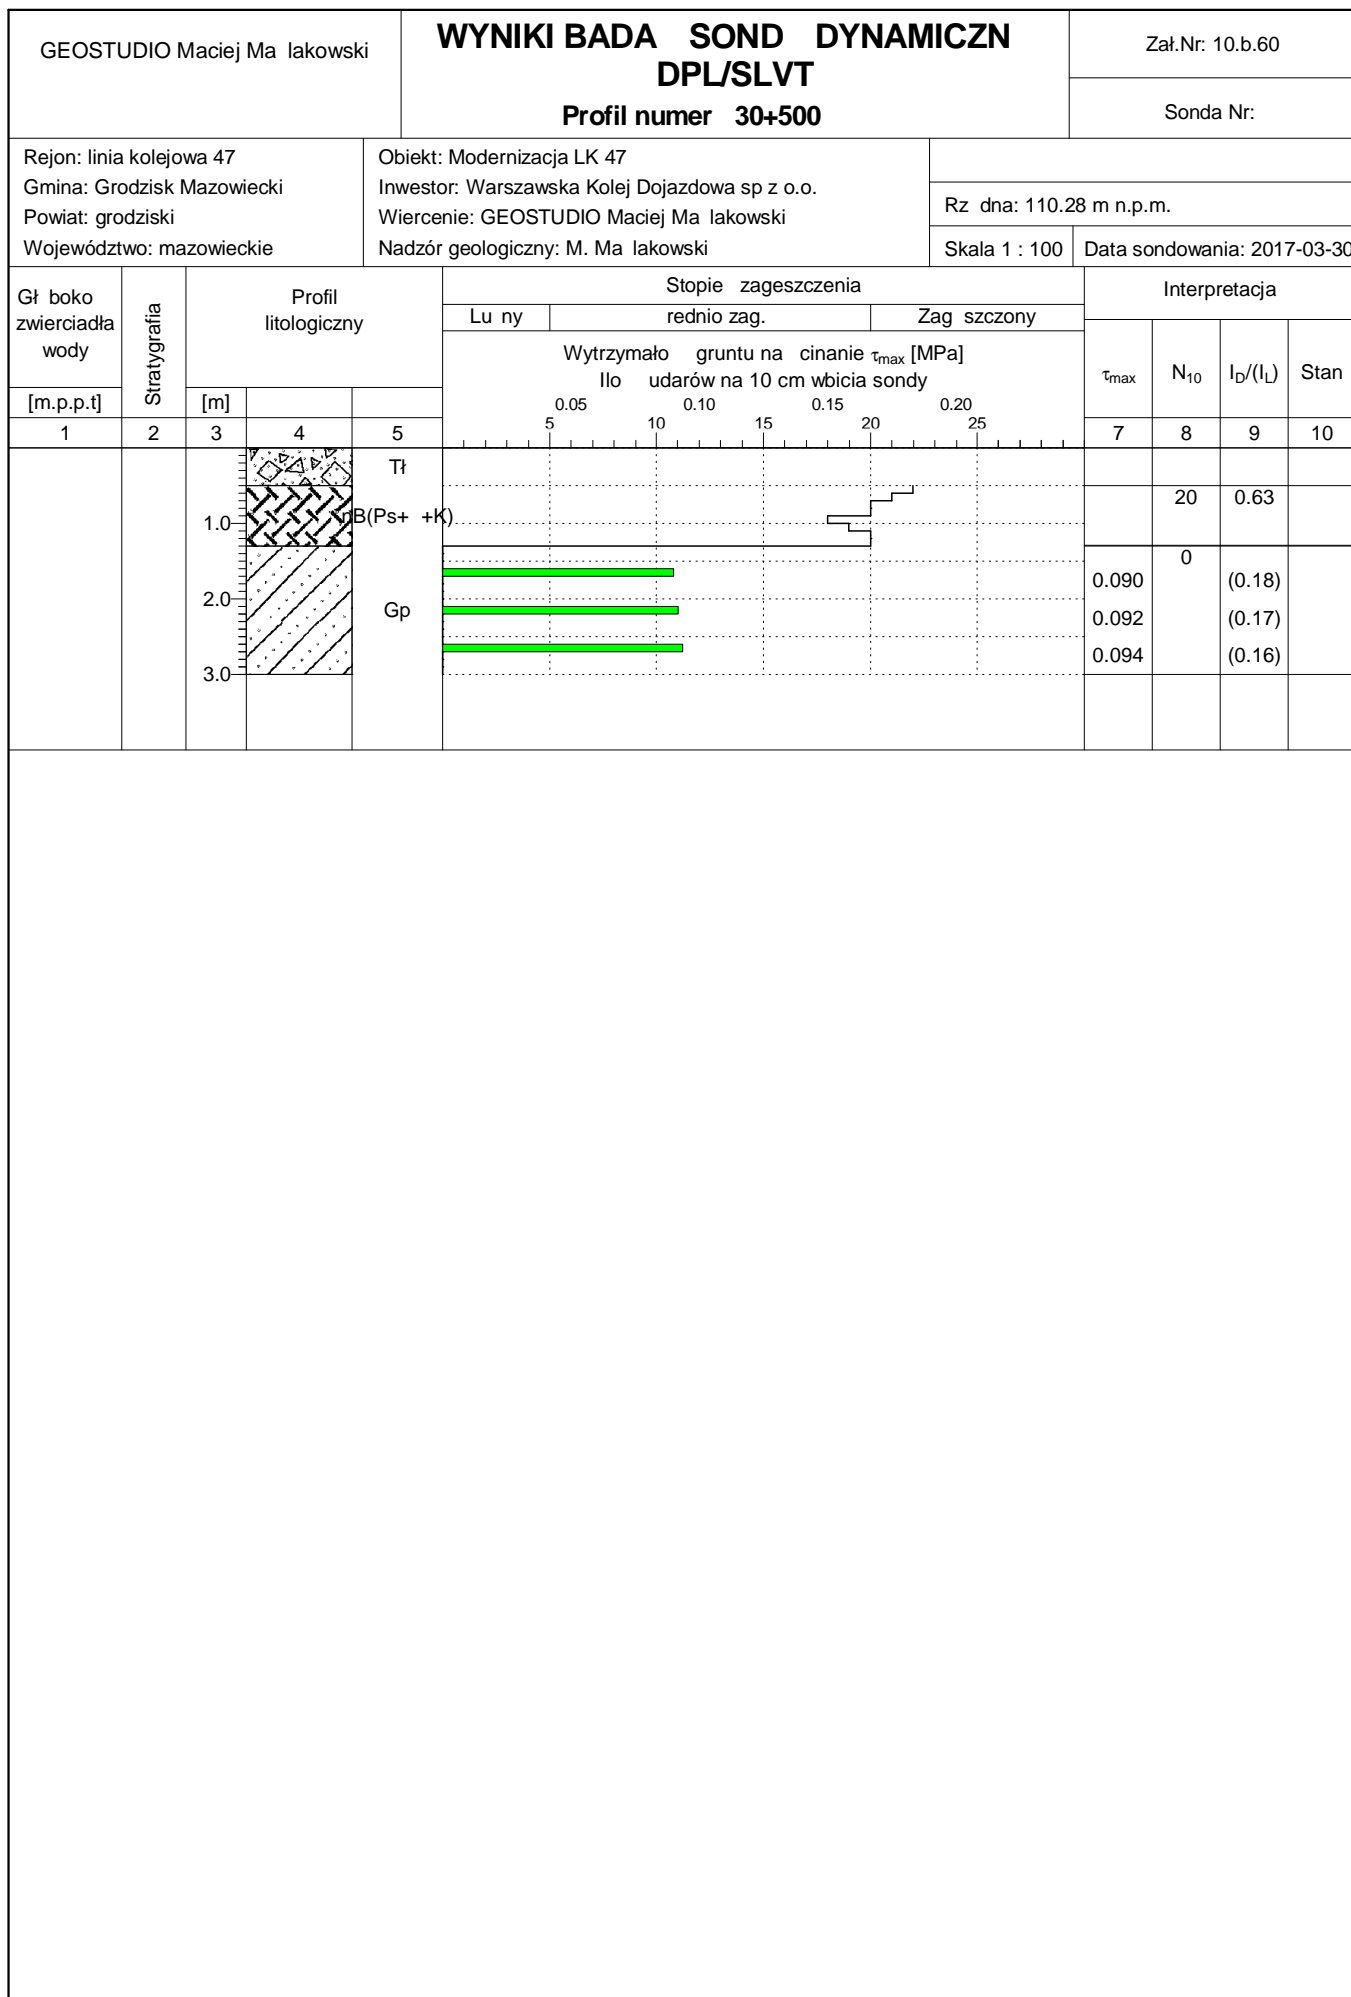 GEOSTUDIO Maciej Ma lakowski
WYNIKI BADA SOND DYNAMICZN
DPL/SLVT
Profil numer 30+500
Zał.Nr: 10.b.60
Sonda Nr:
Rejon: linia kolejowa 47
Gmina: Grodzisk Mazowiecki
Powiat: grodziski
Województwo: mazowieckie
Obiekt: Modernizacja LK 47
Inwestor: Warszawska Kolej Dojazdowa sp z o.o.
Wiercenie: GEOSTUDIO Maciej Ma lakowski
Nadzór geologiczny: M. Ma lakowski
Rz dna: 110.28 m n.p.m.
Skala 1 : 100
Data sondowania: 2017-03-30
Gł boko
zwierciadła
wody
[m.p.p.t]
Stratygrafia
Profil
litologiczny
[m]
Stopie zageszczenia
Lu ny
rednio zag.
Zag szczony
Wytrzymało gruntu na cinanie τmax [MPa]
Ilo udarów na 10 cm wbicia sondy
0.05 0.10 0.15 0.20
5 10 15 20 25
Interpretacja
τmax N10 ID/(IL) Stan
1 2 3 4 5 7 8 9 10
Tł
1.0 nB(Ps+ +K) 20 0.63
0
0.090 (0.18)
2.0 Gp 0.092 (0.17)
0.094 (0.16)
3.0